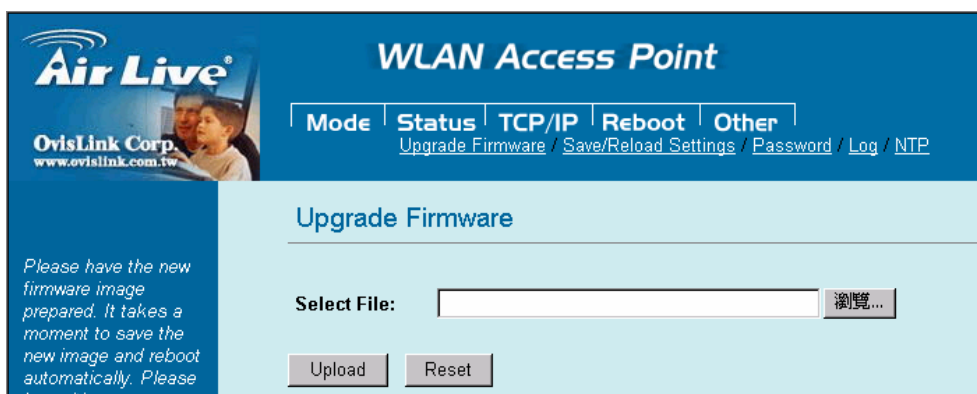 Air Live®
OvisLink Corp.
www.ovislink.com.tw
WLAN Access Point
Mode Status TCP/IP Reboot Other
Upgrade Firmware / Save/Reload Settings / Password / Log / NTP
Please have the new
firmware image
prepared. It takes a
moment to save the
new image and reboot
automatically. Please
Upgrade Firmware
Select File:
瀏覽...
Upload Reset